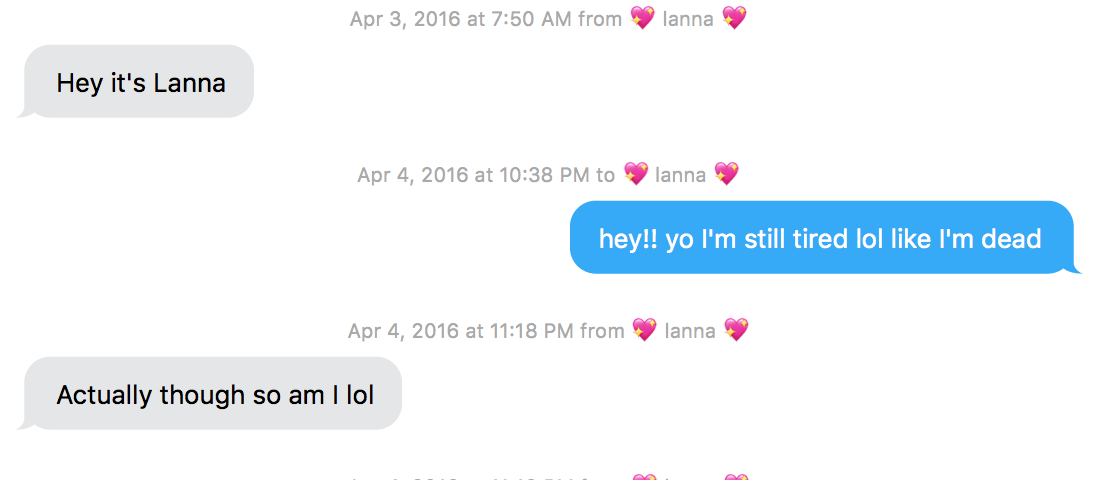 Apr 3, 2016 at 7:50 AM from 💖 lanna 💖
Hey it's Lanna
Apr 4, 2016 at 10:38 PM to 💖 lanna 💖
hey!! yo I'm still tired lol like I'm dead
Apr 4, 2016 at 11:18 PM from 💖 lanna 💖
Actually though so am I lol